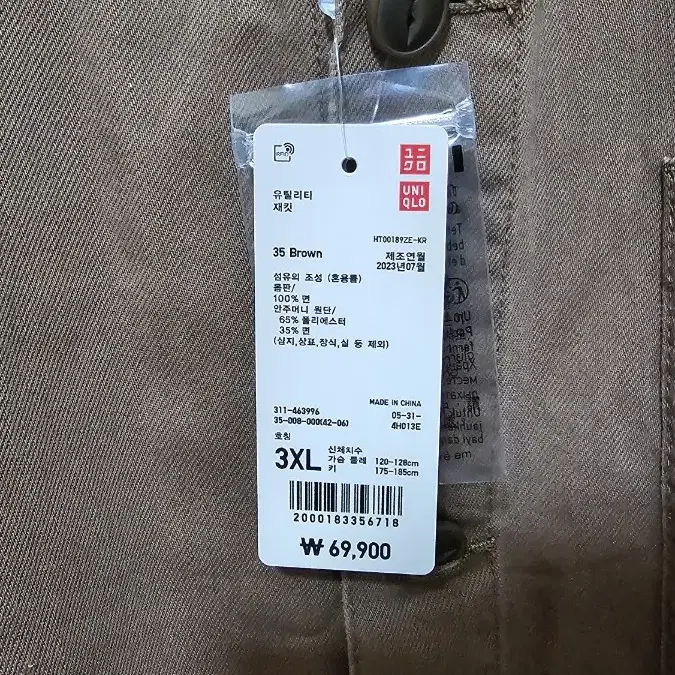 RFID
ユニ
クロ
UNI
QLO
유틸리티
재킷
HT00189ZE-KR
35 Brown
제조연월
2023년07월
섬유의 조성 (혼용률)
몸판/
100% 면
안주머니 원단/
65% 폴리에스터
35% 면
(심지,상표,장식,실 등 제외)
MADE IN CHINA
311-463996
05-31-
35-008-000(42-06)
4H013E
호칭
3XL
신체치수
가슴 둘레 120-128cm
키 175-185cm
2000183356718
₩ 69,900